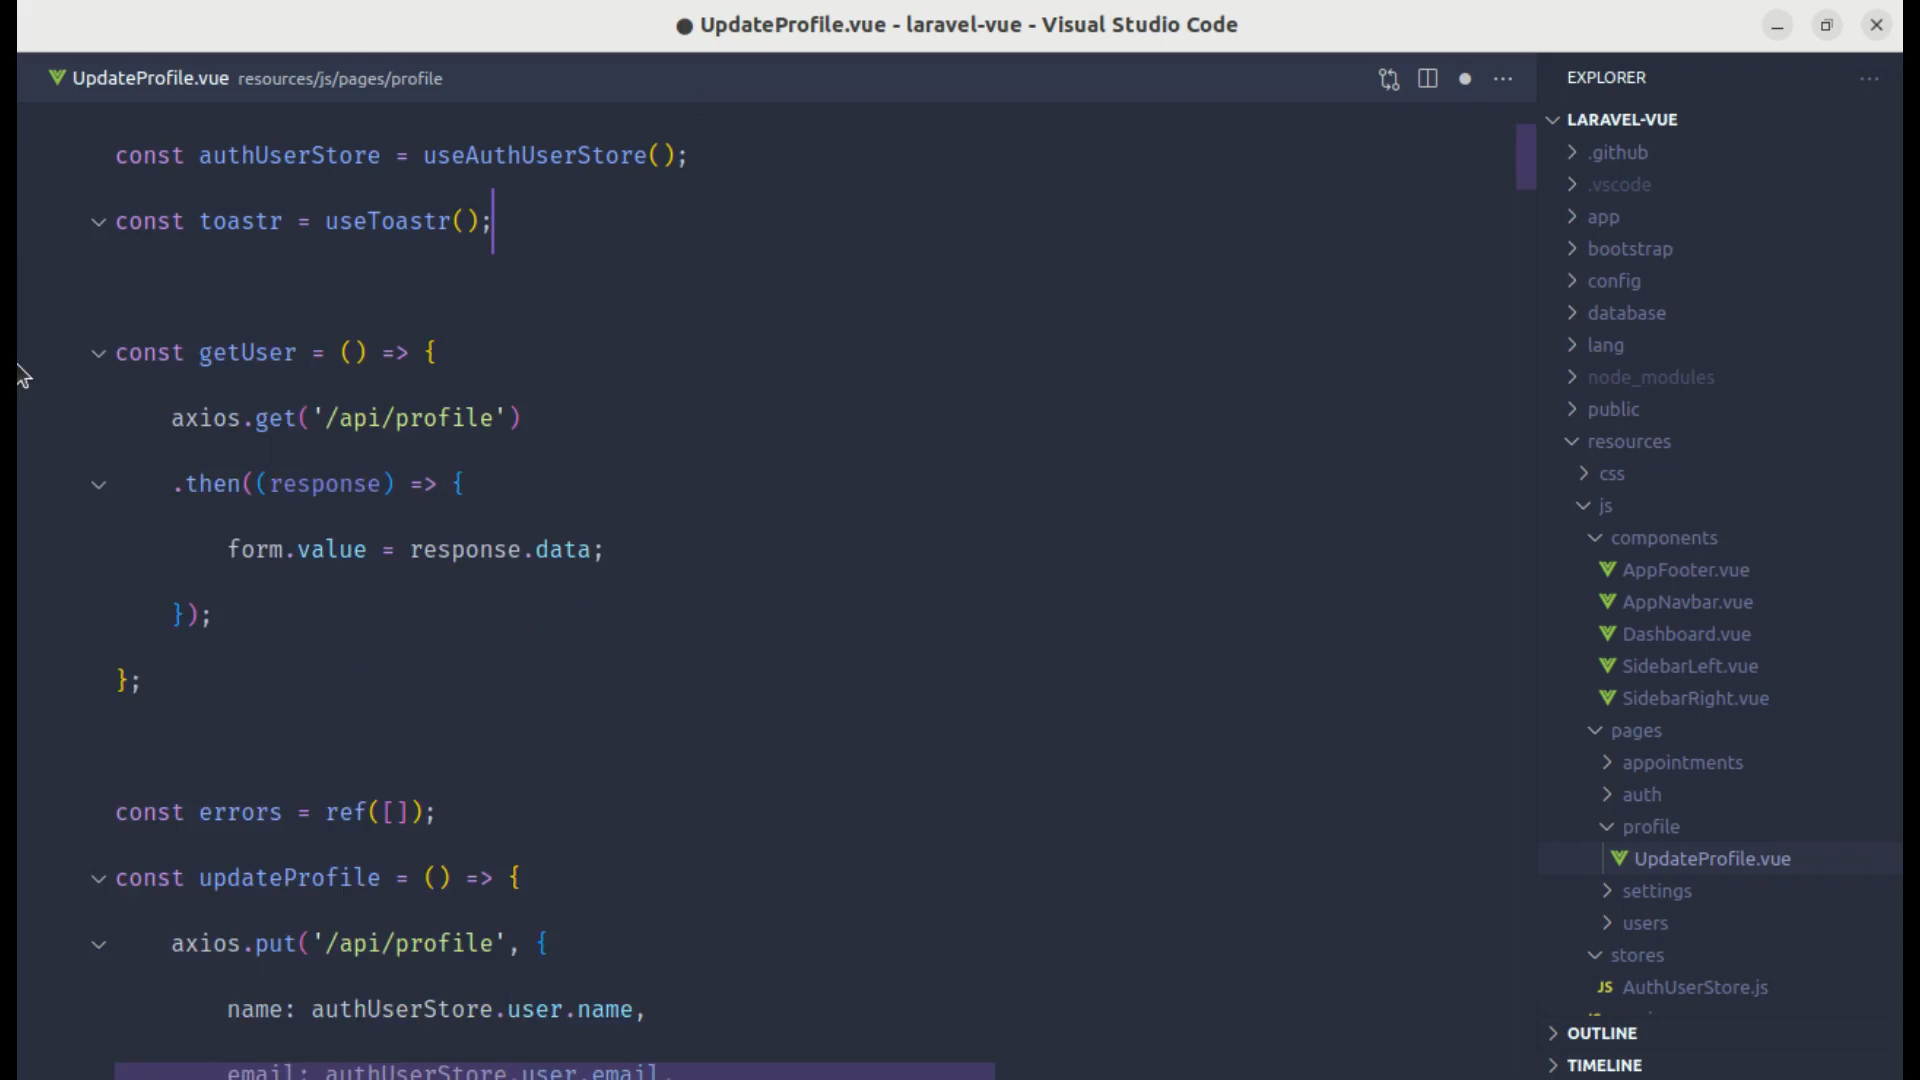 ● UpdateProfile.vue - laravel-vue - Visual Studio Code
UpdateProfile.vue resources/js/pages/profile
const authUserStore = useAuthUserStore();
const toastr = useToastr();
const getUser = () => {
axios.get('/api/profile')
.then((response) => {
form.value = response.data;
});
};
const errors = ref([]);
const updateProfile = () => {
axios.put('/api/profile', {
name: authUserStore.user.name,
email: authUserStore.user.email,
EXPLORER
LARAVEL-VUE
.github
.vscode
app
bootstrap
config
database
lang
node_modules
public
resources
css
js
components
AppFooter.vue
AppNavbar.vue
Dashboard.vue
SidebarLeft.vue
SidebarRight.vue
pages
appointments
auth
profile
UpdateProfile.vue
settings
users
stores
JS AuthUserStore.js
OUTLINE
TIMELINE